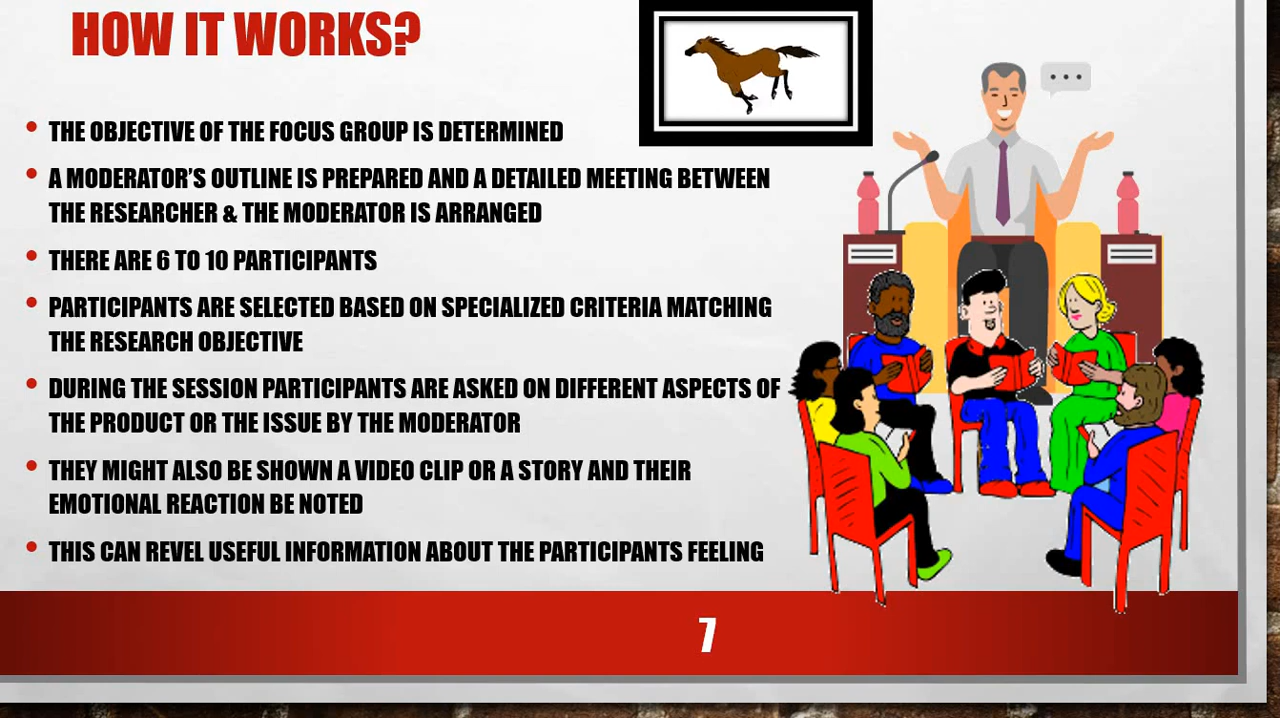 HOW IT WORKS?
• THE OBJECTIVE OF THE FOCUS GROUP IS DETERMINED
• A MODERATOR'S OUTLINE IS PREPARED AND A DETAILED MEETING BETWEEN
THE RESEARCHER & THE MODERATOR IS ARRANGED
• THERE ARE 6 TO 10 PARTICIPANTS
• PARTICIPANTS ARE SELECTED BASED ON SPECIALIZED CRITERIA MATCHING
THE RESEARCH OBJECTIVE
• DURING THE SESSION PARTICIPANTS ARE ASKED ON DIFFERENT ASPECTS OF
THE PRODUCT OR THE ISSUE BY THE MODERATOR
• THEY MIGHT ALSO BE SHOWN A VIDEO CLIP OR A STORY AND THEIR
EMOTIONAL REACTION BE NOTED
• THIS CAN REVEL USEFUL INFORMATION ABOUT THE PARTICIPANTS FEELING
7